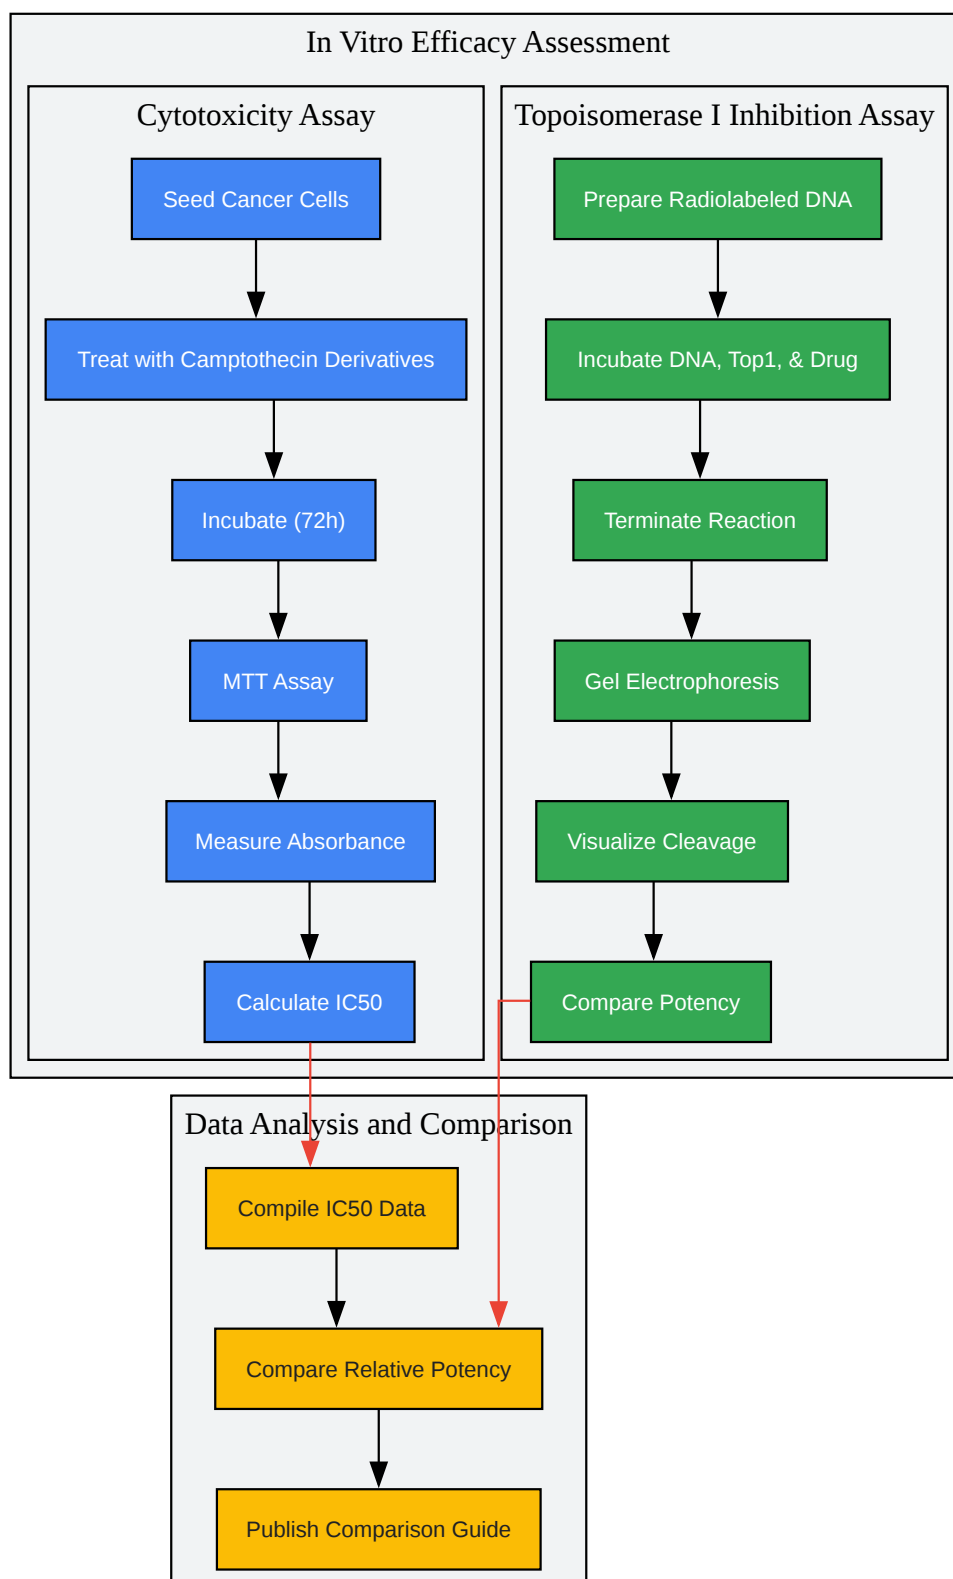 In Vitro Efficacy Assessment
Cytotoxicity Assay
Seed Cancer Cells
Treat with Camptothecin Derivatives
Incubate (72h)
MTT Assay
Measure Absorbance
Calculate IC50
Topoisomerase I Inhibition Assay
Prepare Radiolabeled DNA
Incubate DNA, Top1, & Drug
Terminate Reaction
Gel Electrophoresis
Visualize Cleavage
Compare Potency
Data Analysis and Comparison
Compile IC50 Data
Compare Relative Potency
Publish Comparison Guide